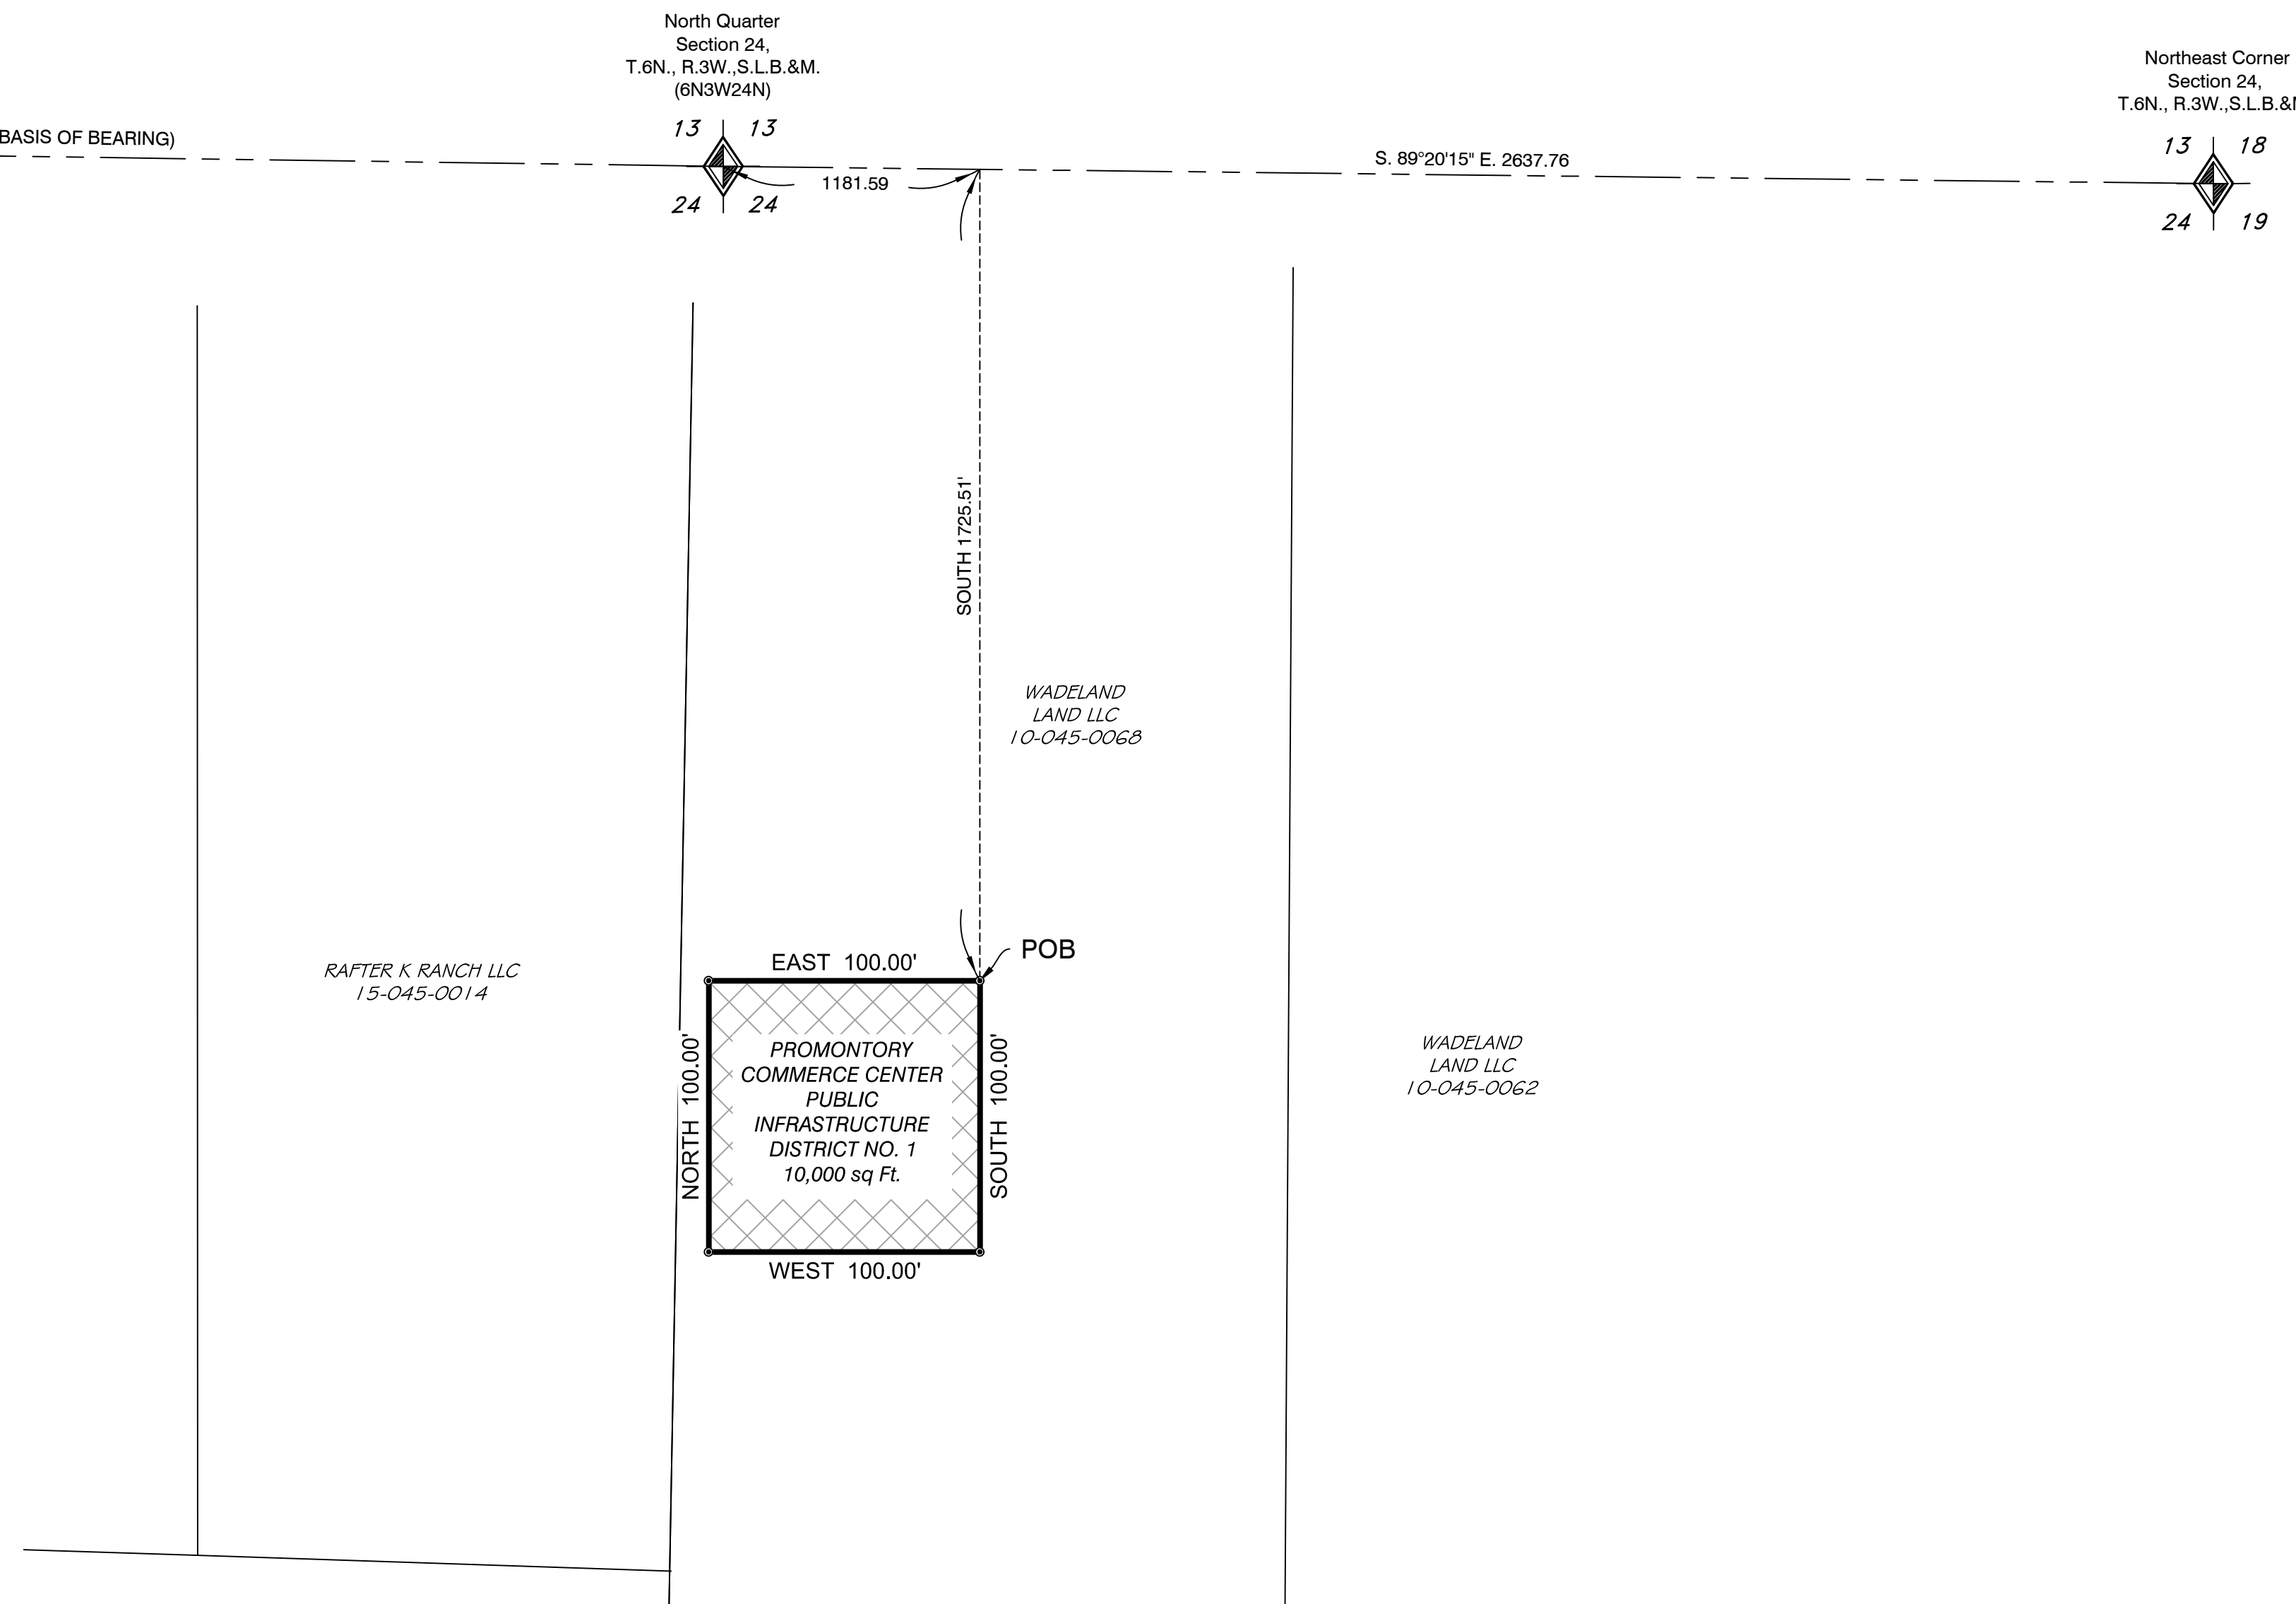 North Quarter
Section 24,
T.6N., R.3W.,S.L.B.&M.
(6N3W24N)
Northeast Corner
Section 24,
T.6N., R.3W.,S.L.B.&
BASIS OF BEARING)
13 13
24 24
1181.59
S. 89°20'15" E. 2637.76
13 18
24 19
SOUTH 1725.51'
WADELAND
LAND LLC
10-045-0068
RAFTER K RANCH LLC
15-045-0014
POB
EAST 100.00'
NORTH 100.00'
PROMONTORY
COMMERCE CENTER
PUBLIC
INFRASTRUCTURE
DISTRICT NO. 1
10,000 sq Ft.
SOUTH 100.00'
WEST 100.00'
WADELAND
LAND LLC
10-045-0062